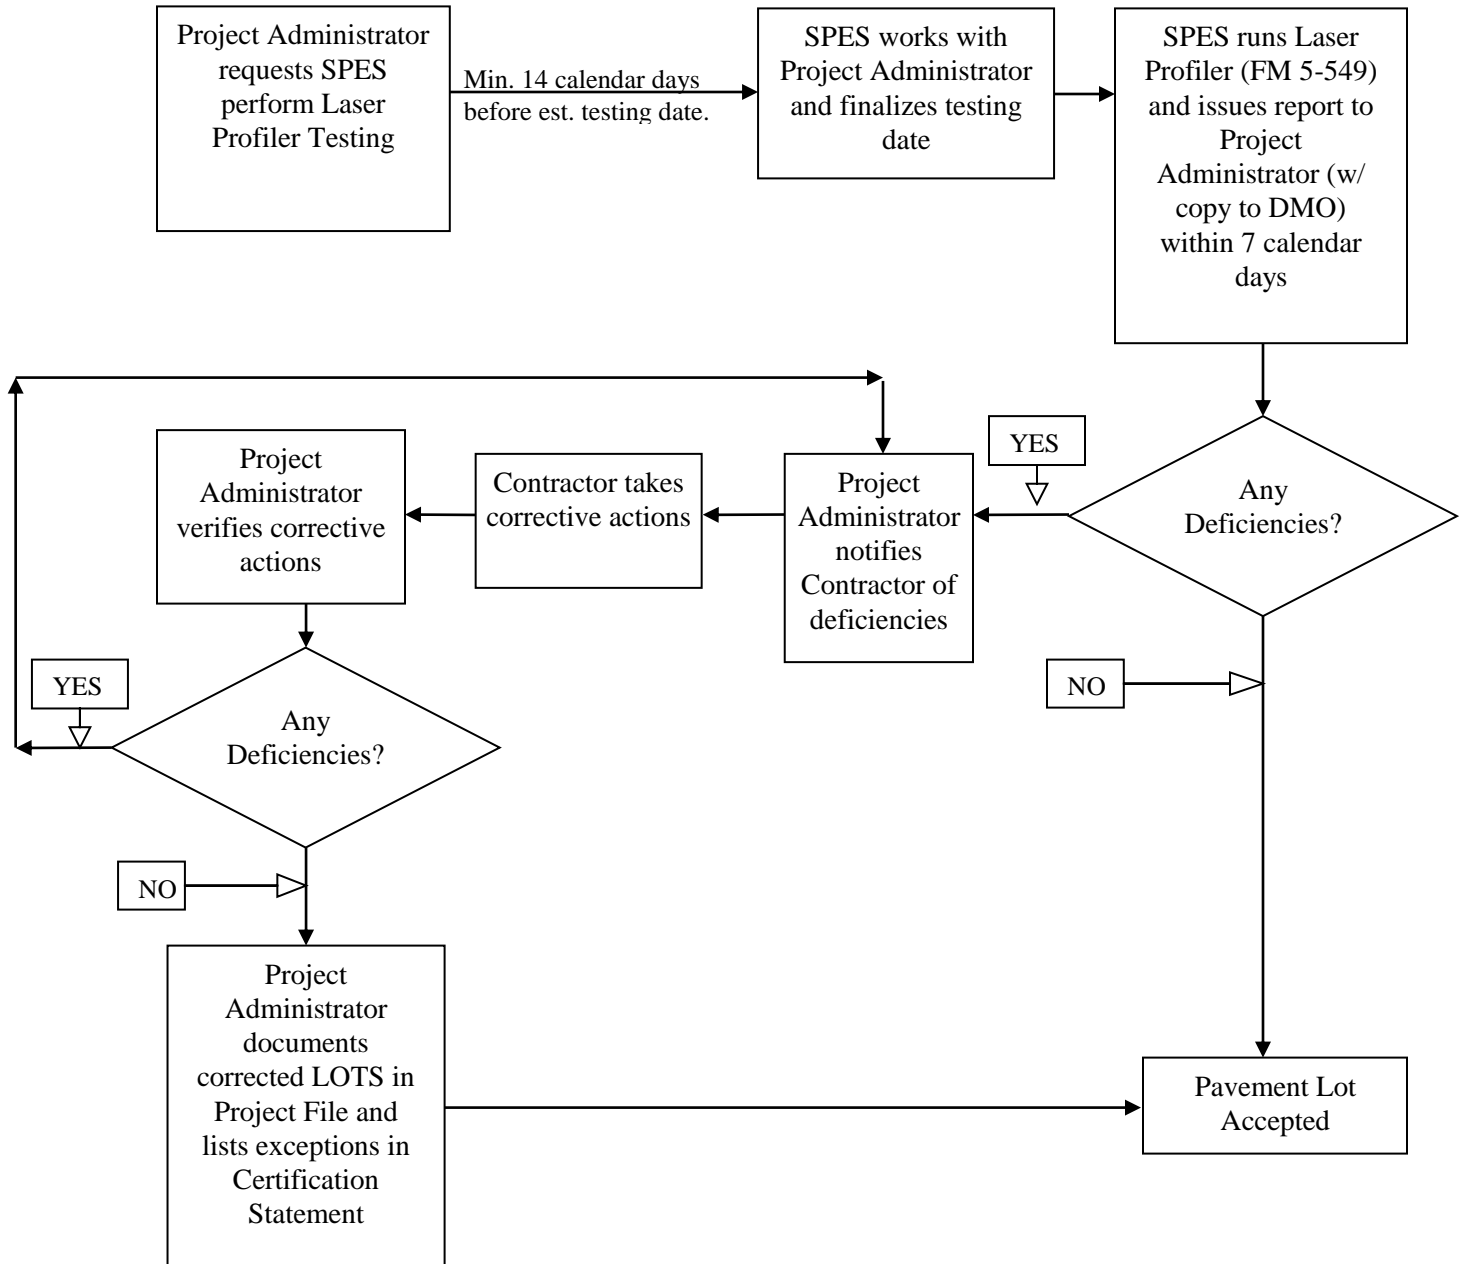 Project Administrator
requests SPES
perform Laser
Profiler Testing
Min. 14 calendar days
before est. testing date.
SPES works with
Project Administrator
and finalizes testing
date
SPES runs Laser
Profiler (FM 5-549)
and issues report to
Project
Administrator (w/
copy to DMO)
within 7 calendar
days
Any
Deficiencies?
YES
Project
Administrator
notifies
Contractor of
deficiencies
Contractor takes
corrective actions
Project
Administrator
verifies corrective
actions
YES
Any
Deficiencies?
NO
NO
Project
Administrator
documents
corrected LOTS in
Project File and
lists exceptions in
Certification
Statement
Pavement Lot
Accepted